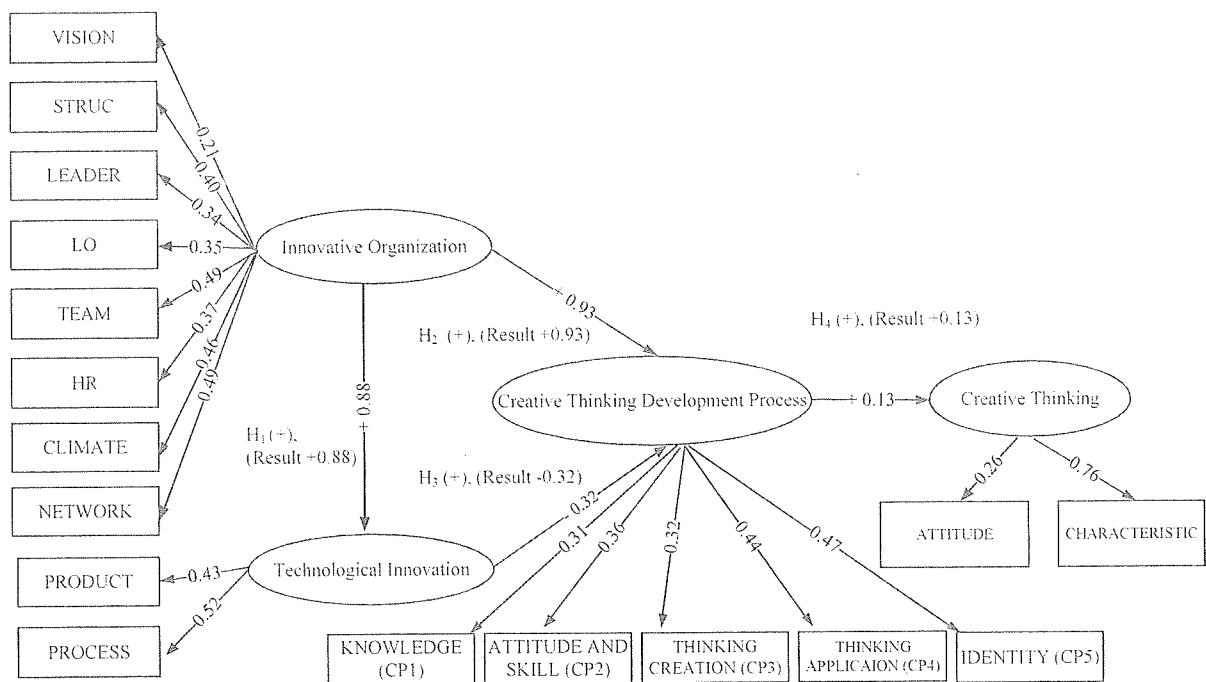 VISION
STRUC
LEADER
LO
TEAM
HR
CLIMATE
NETWORK
PRODUCT
PROCESS
0.21
0.40
0.34
0.35
0.49
0.37
0.46
0.49
Innovative Organization
+ 0.93
H2 (+), (Result +0.93)
H4 (+), (Result +0.13)
+0.88
H1 (+),
(Result +0.88)
Creative Thinking Development Process
+ 0.13
Creative Thinking
0.26
0.76
ATTITUDE
CHARACTERISTIC
H3 (+), (Result -0.32)
- 0.32
Technological Innovation
0.43
0.52
0.31
0.36
0.32
0.44
0.47
KNOWLEDGE
(CP1)
ATTITUDE AND
SKILL (CP2)
THINKING
CREATION (CP3)
THINKING
APPLICAION (CP4)
IDENTITY (CP5)